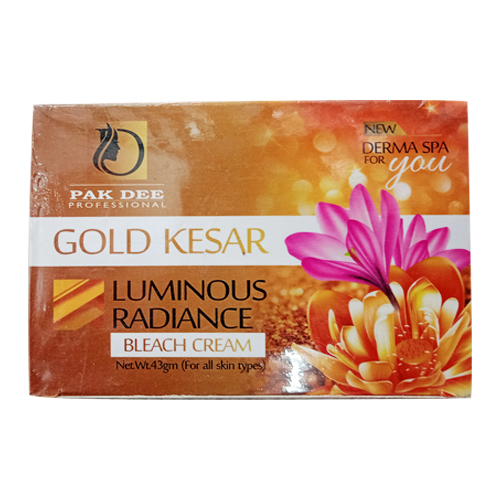 PAK DEE
PROFESSIONAL
NEW
DERMA SPA
FOR you
GOLD KESAR
LUMINOUS
RADIANCE
BLEACH CREAM
Net.Wt.43gm (For all skin types)